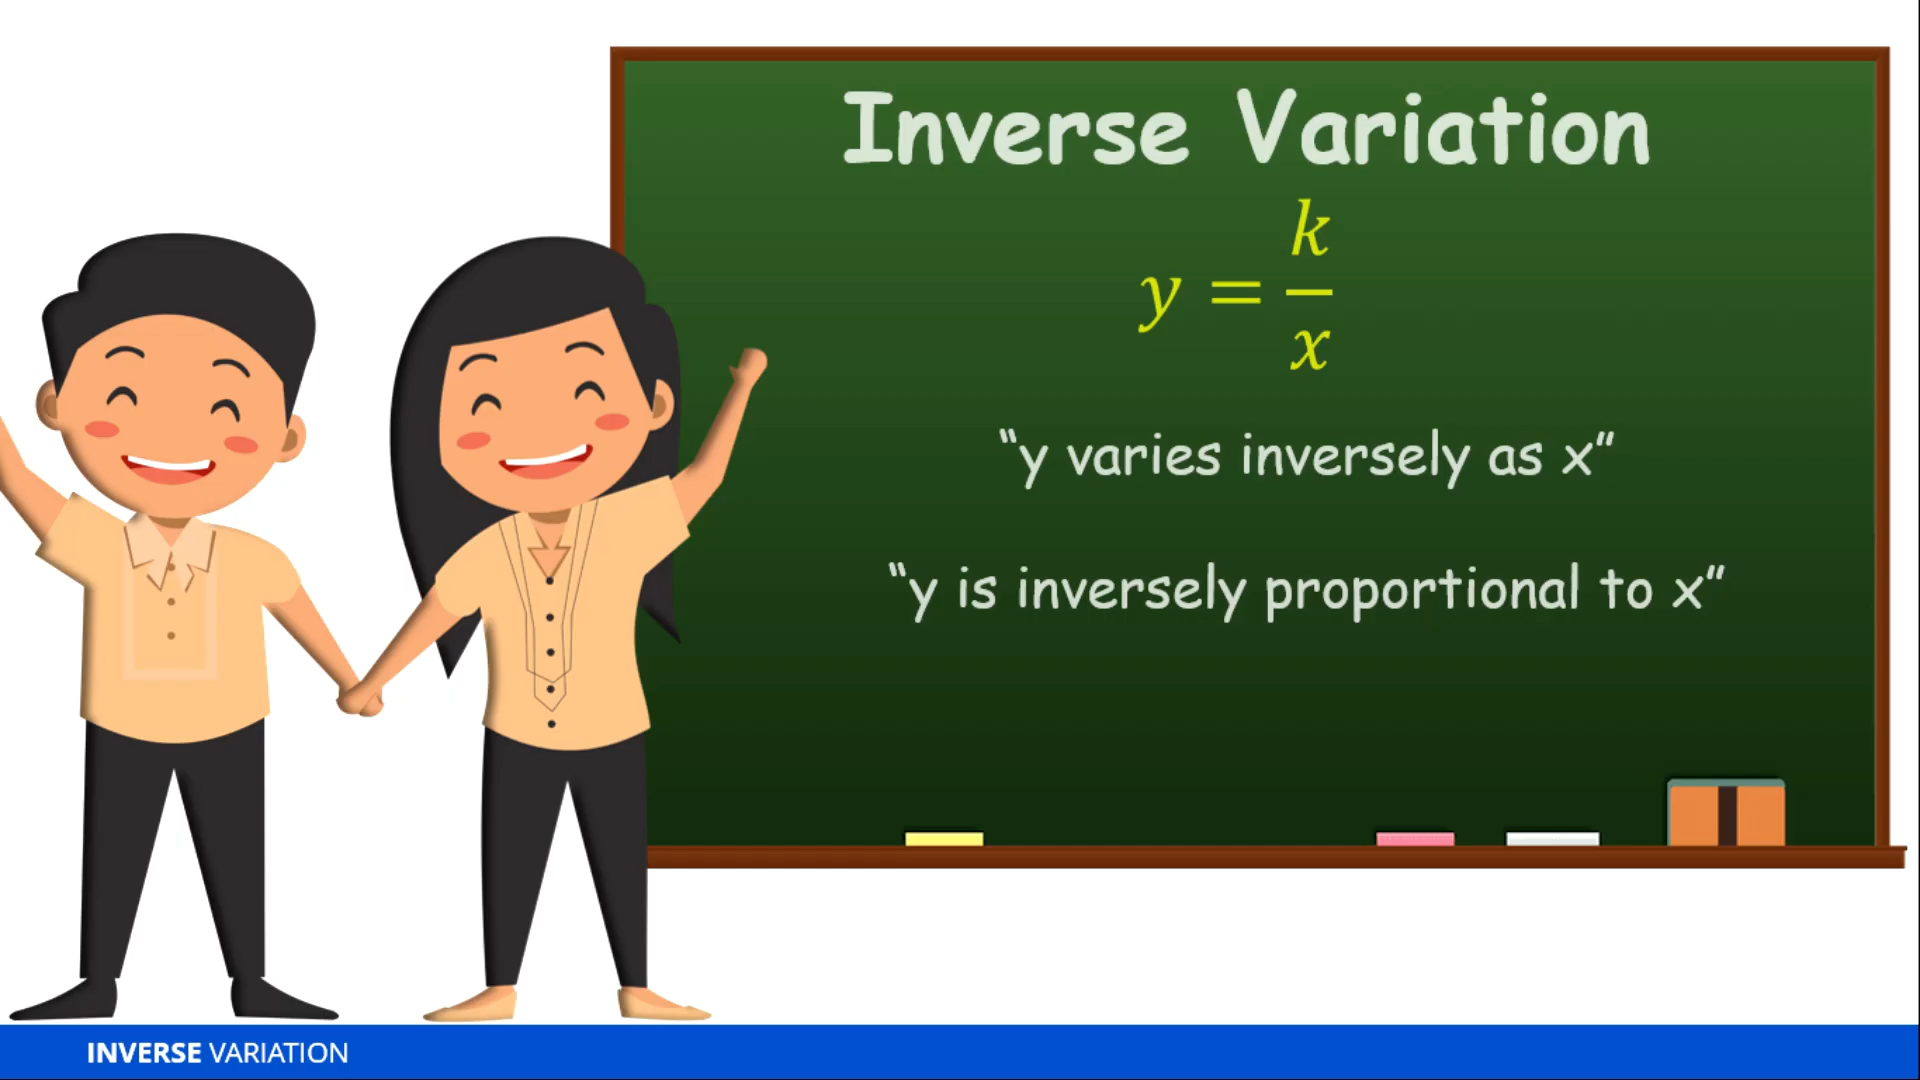 Inverse Variation
y = k/x
“y varies inversely as x”
“y is inversely proportional to x”
INVERSE VARIATION